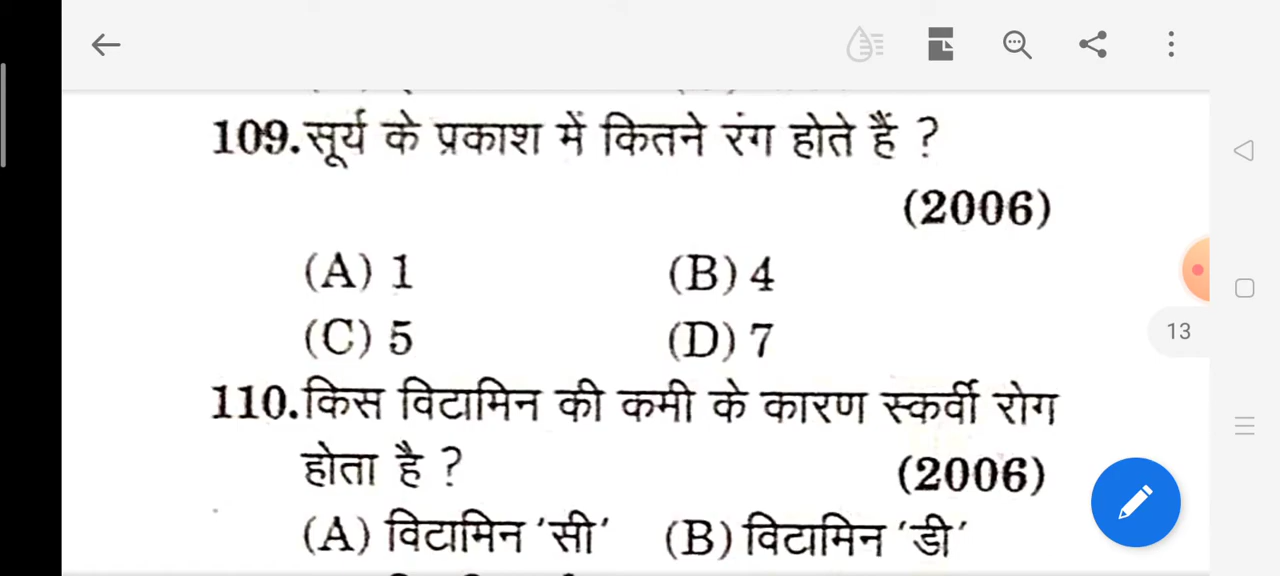 109. सूर्य के प्रकाश में कितने रंग होते हैं ?
(2006)
(A) 1 (B) 4
(C) 5 (D) 7
13
110. किस विटामिन की कमी के कारण स्कर्वी रोग
होता है ? (2006)
(A) विटामिन 'सी' (B) विटामिन 'डी'